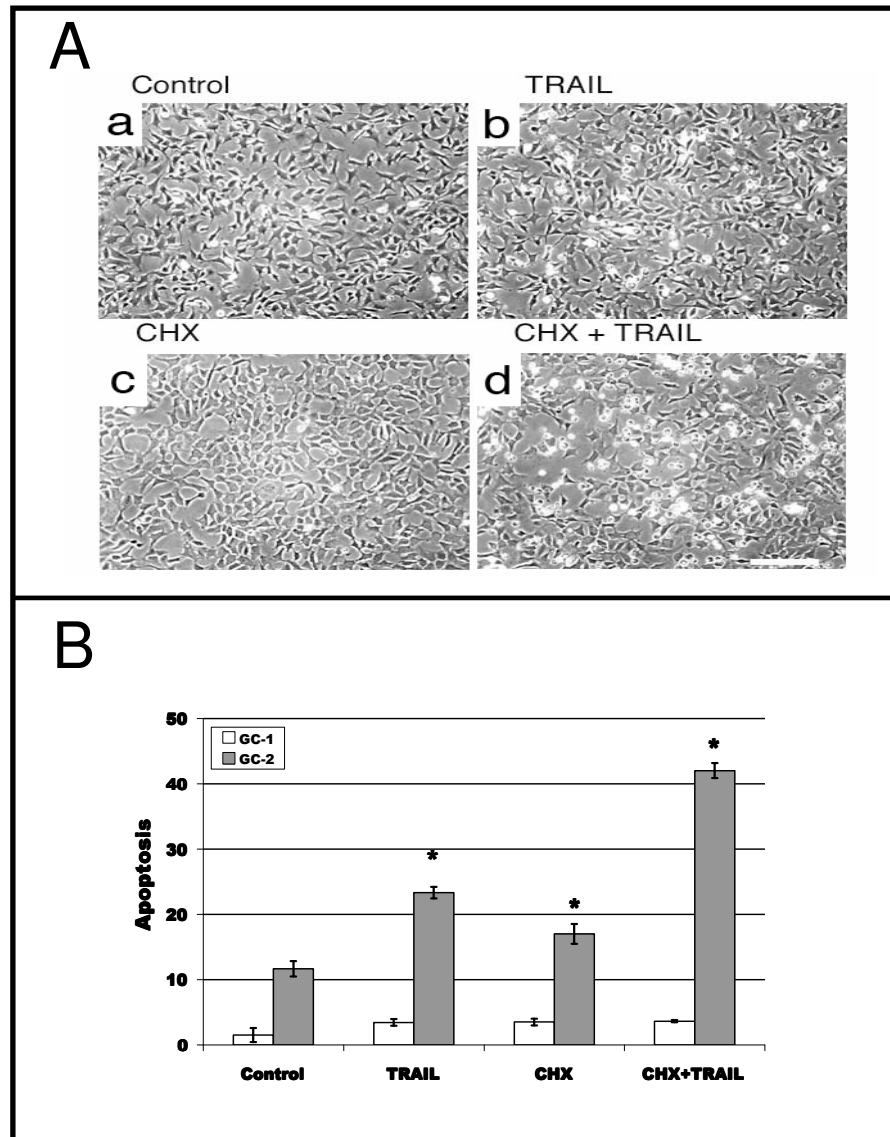 A
Control
TRAIL
a
b
CHX
CHX + TRAIL
c
d
B
50
40
30
20
10
0
Apoptosis
GC-1
GC-2
*
*
*
Control
TRAIL
CHX
CHX+TRAIL